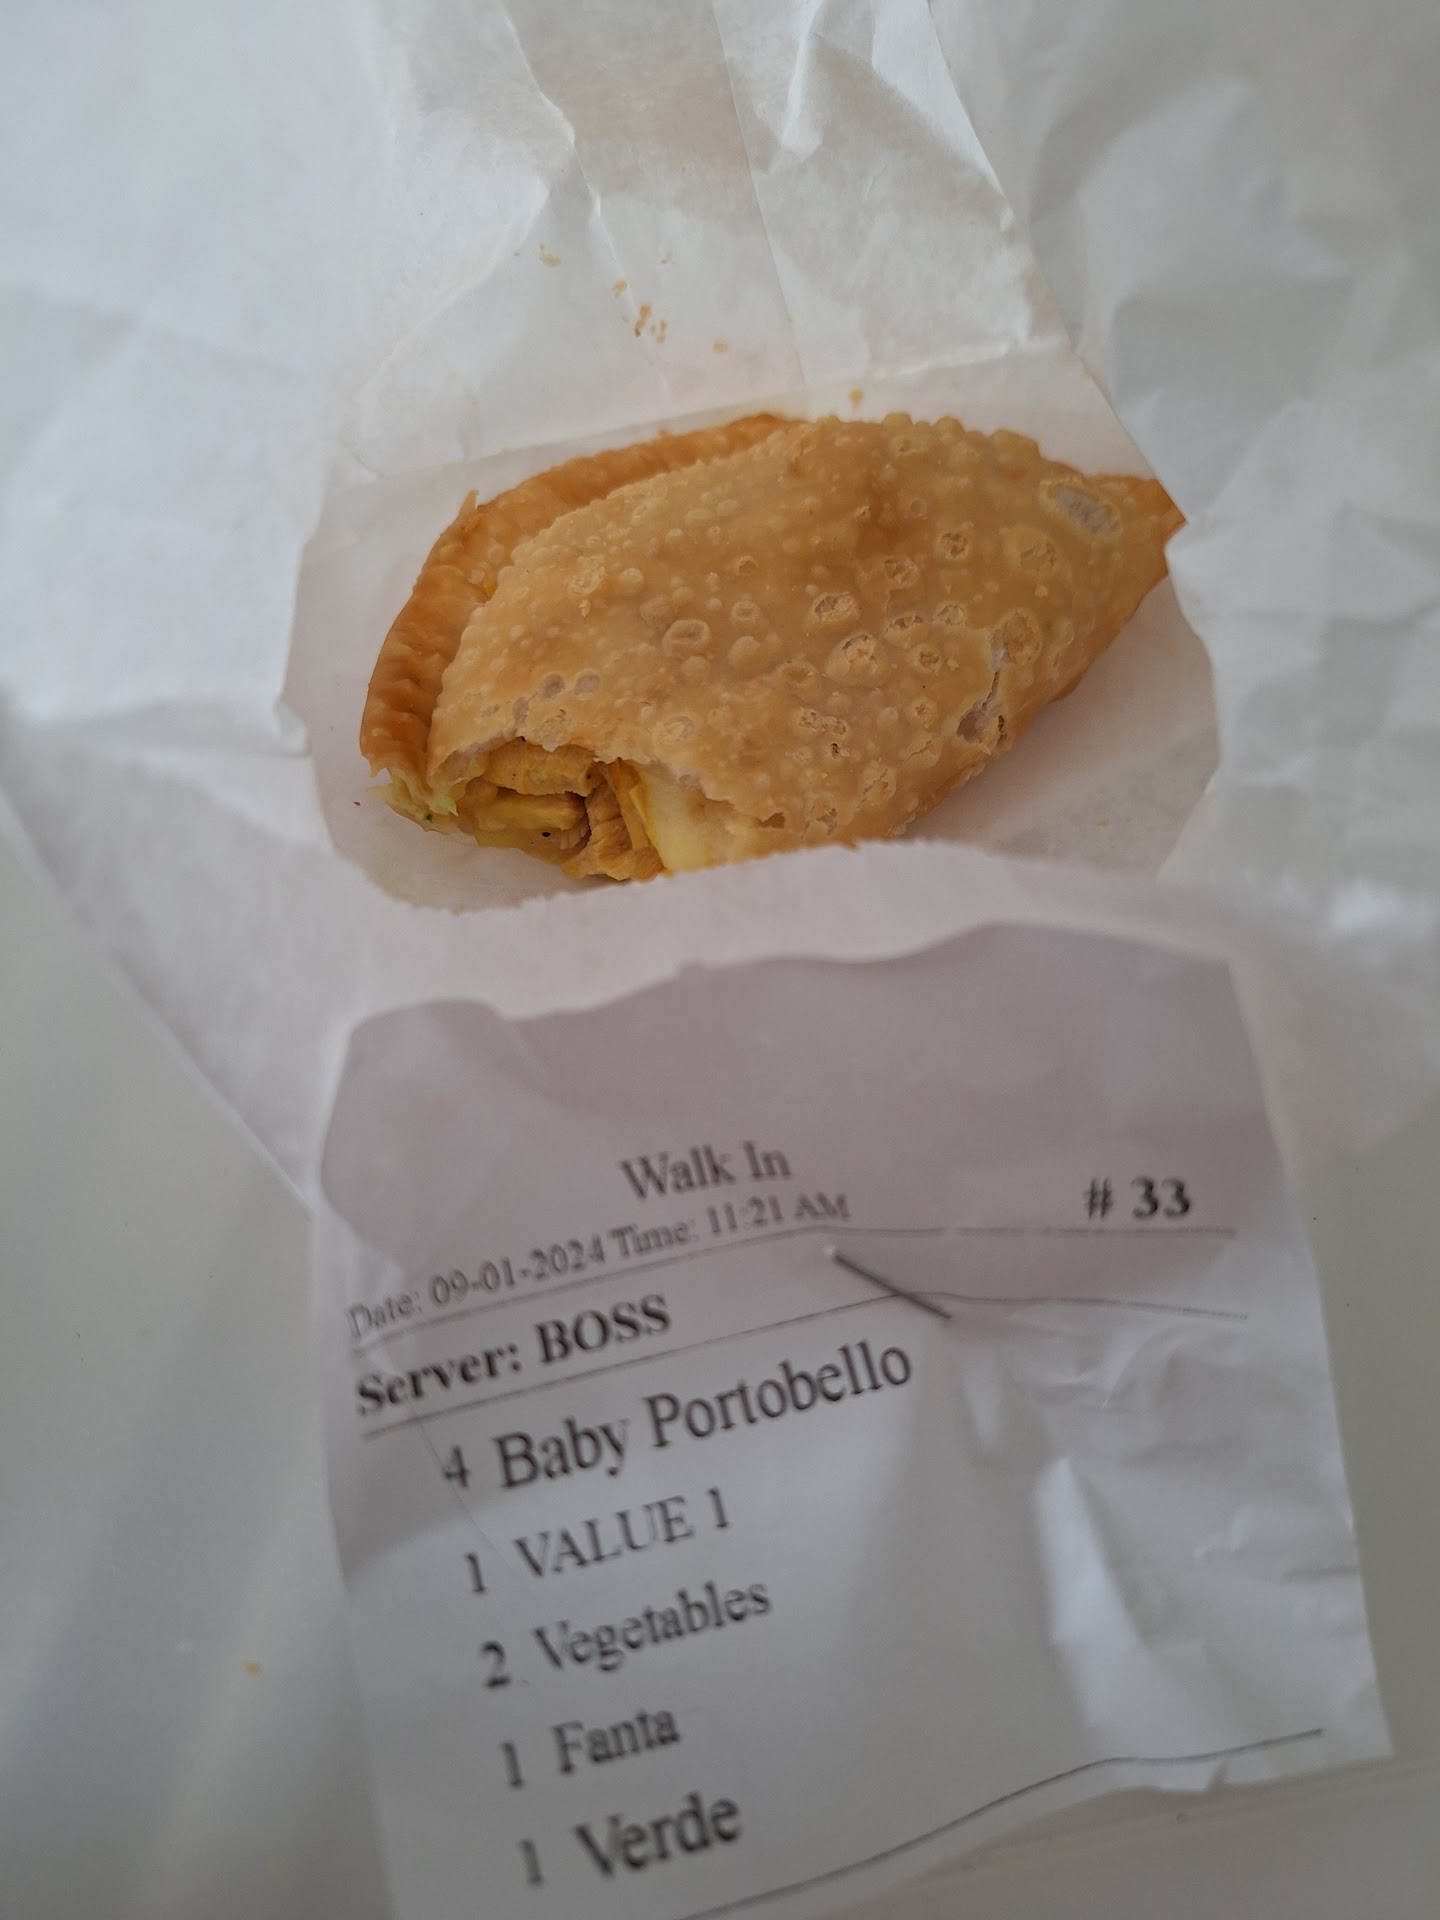 Walk In
# 33
Date: 09-01-2024 Time: 11:21 AM
Server: BOSS
4 Baby Portobello
1 VALUE 1
2 Vegetables
1 Fanta
1 Verde